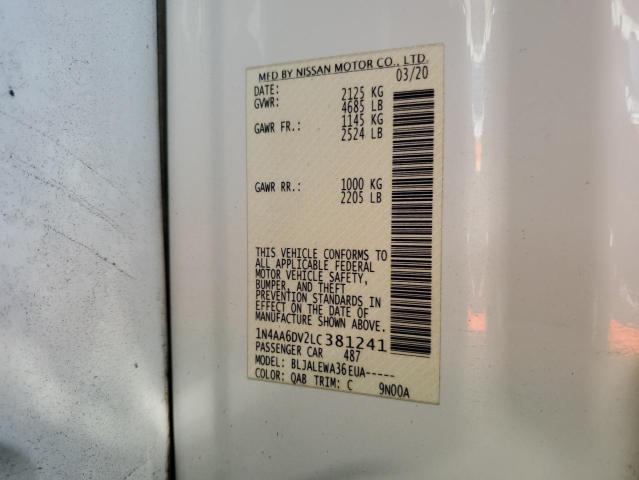 MFD BY NISSAN MOTOR CO., LTD.
DATE: 03/20
GVWR: 2125 KG
4685 LB
GAWR FR.: 1145 KG
2524 LB
GAWR RR.: 1000 KG
2205 LB
THIS VEHICLE CONFORMS TO
ALL APPLICABLE FEDERAL
MOTOR VEHICLE SAFETY,
BUMPER, AND THEFT
PREVENTION STANDARDS IN
EFFECT ON THE DATE OF
MANUFACTURE SHOWN ABOVE.
1N4AA6DV2LC381241
PASSENGER CAR 487
MODEL: BLJALEWA36EUA-----
COLOR: QAB TRIM: C 9N00A